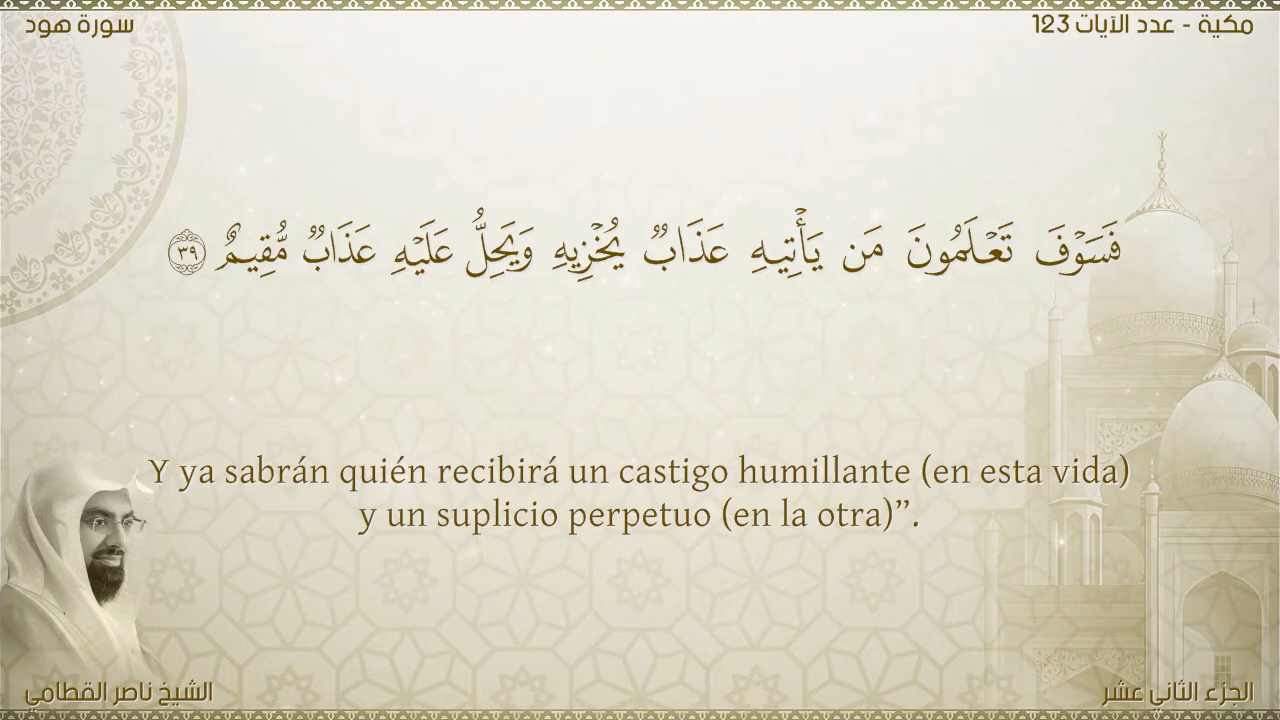 سورة هود
مكية - عدد الآيات 123
فَسَوْفَ تَعْلَمُونَ مَن يَأْتِيهِ عَذَابٌ يُخْزِيهِ وَيَحِلُّ عَلَيْهِ عَذَابٌ مُّقِيمٌ ٣٩
Y ya sabrán quién recibirá un castigo humillante (en esta vida)
y un suplicio perpetuo (en la otra)”.
الشيخ ناصر القطامي
الجزء الثاني عشر